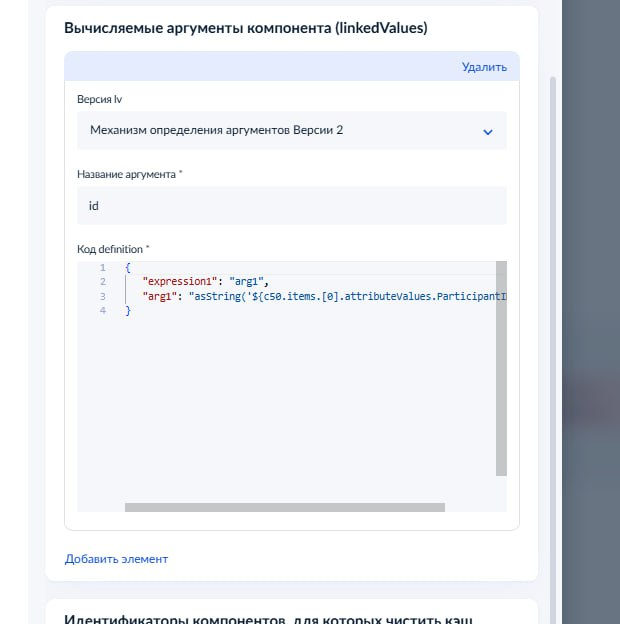 Вычисляемые аргументы компонента (linkedValues)
Удалить
Версия lv
Механизм определения аргументов Версии 2
Название аргумента *
id
Код definition *
1 {
2 "expression1": "arg1",
3 "arg1": "asString('${c50.items.[0].attributeValues.ParticipantI
4 }
Добавить элемент
Идентификаторы компонентов, для которых чистить кэш